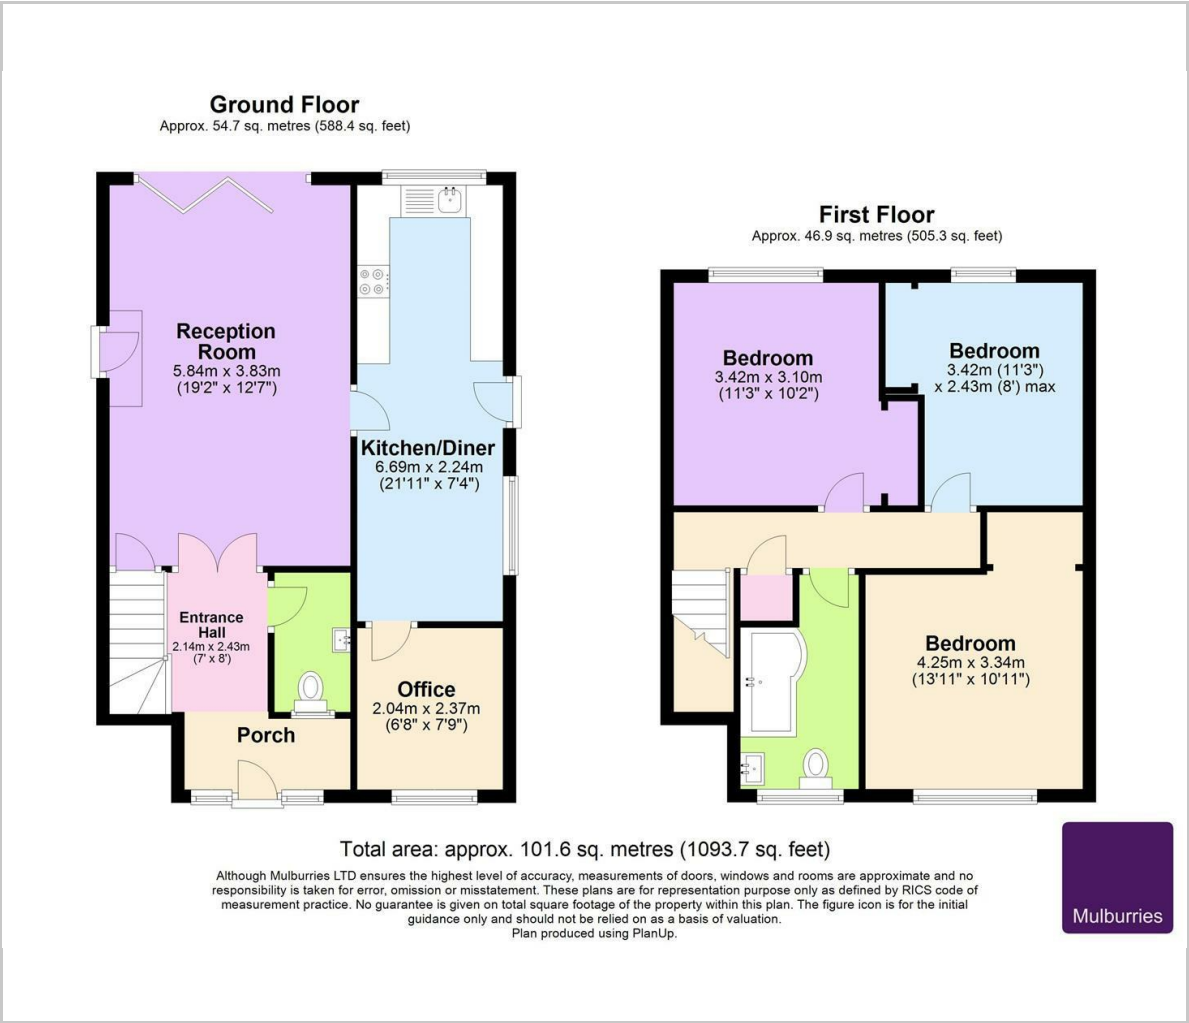 Ground Floor
Approx. 54.7 sq. metres (588.4 sq. feet)
Reception
Room
5.84m x 3.83m
(19'2" x 12'7")
Kitchen/Diner
6.69m x 2.24m
(21'11" x 7'4")
Entrance
Hall
2.14m x 2.43m
(7' x 8')
Office
2.04m x 2.37m
(6'8" x 7'9")
Porch
First Floor
Approx. 46.9 sq. metres (505.3 sq. feet)
Bedroom
3.42m x 3.10m
(11'3" x 10'2")
Bedroom
3.42m (11'3")
x 2.43m (8') max
Bedroom
4.25m x 3.34m
(13'11" x 10'11")
Total area: approx. 101.6 sq. metres (1093.7 sq. feet)
Although Mulburries LTD ensures the highest level of accuracy, measurements of doors, windows and rooms are approximate and no
responsibility is taken for error, omission or misstatement. These plans are for representation purpose only as defined by RICS code of
measurement practice. No guarantee is given on total square footage of the property within this plan. The figure icon is for the initial
guidance only and should not be relied on as a basis of valuation.
Plan produced using PlanUp.
Mulburries